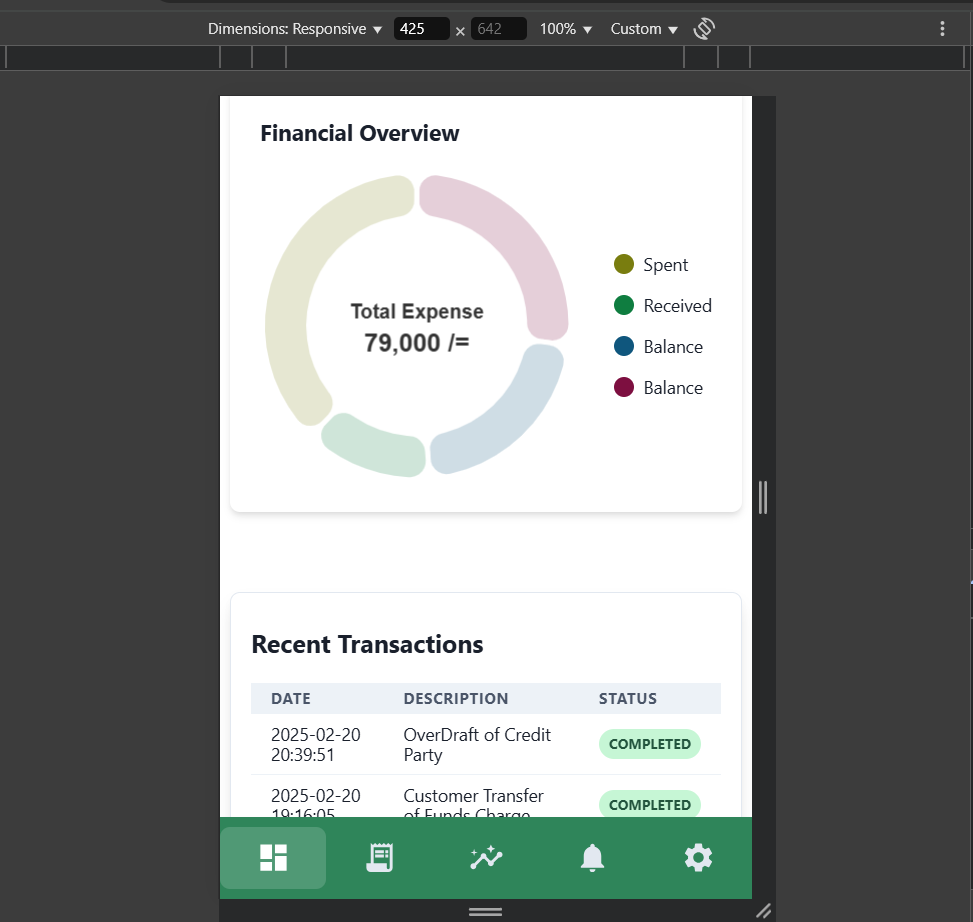 Dimensions: Responsive 425 × 642 100% Custom
Financial Overview
Total Expense
79,000 /=
Spent
Received
Balance
Balance
Recent Transactions
DATE DESCRIPTION STATUS
2025-02-20 OverDraft of Credit
20:39:51 Party
COMPLETED
2025-02-20 Customer Transfer
19:16:05 of Funds Charge
COMPLETED